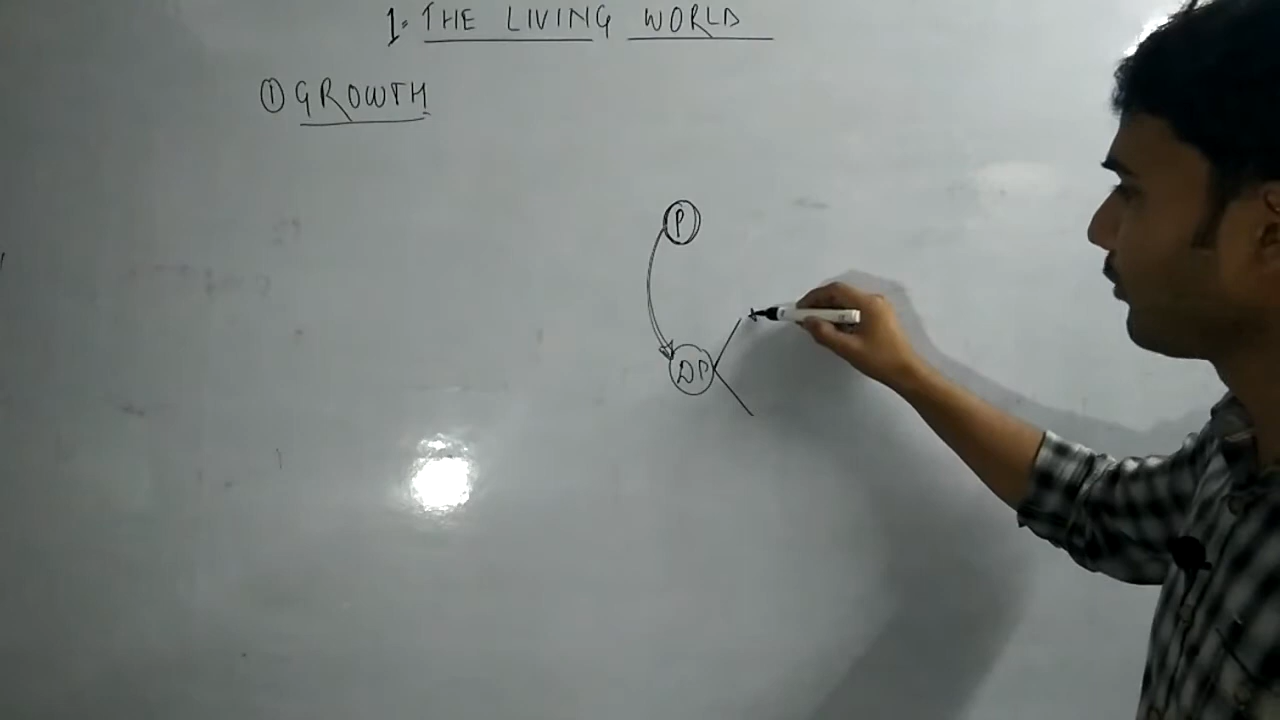 1. THE LIVING WORLD
① GROWTH
P
DP